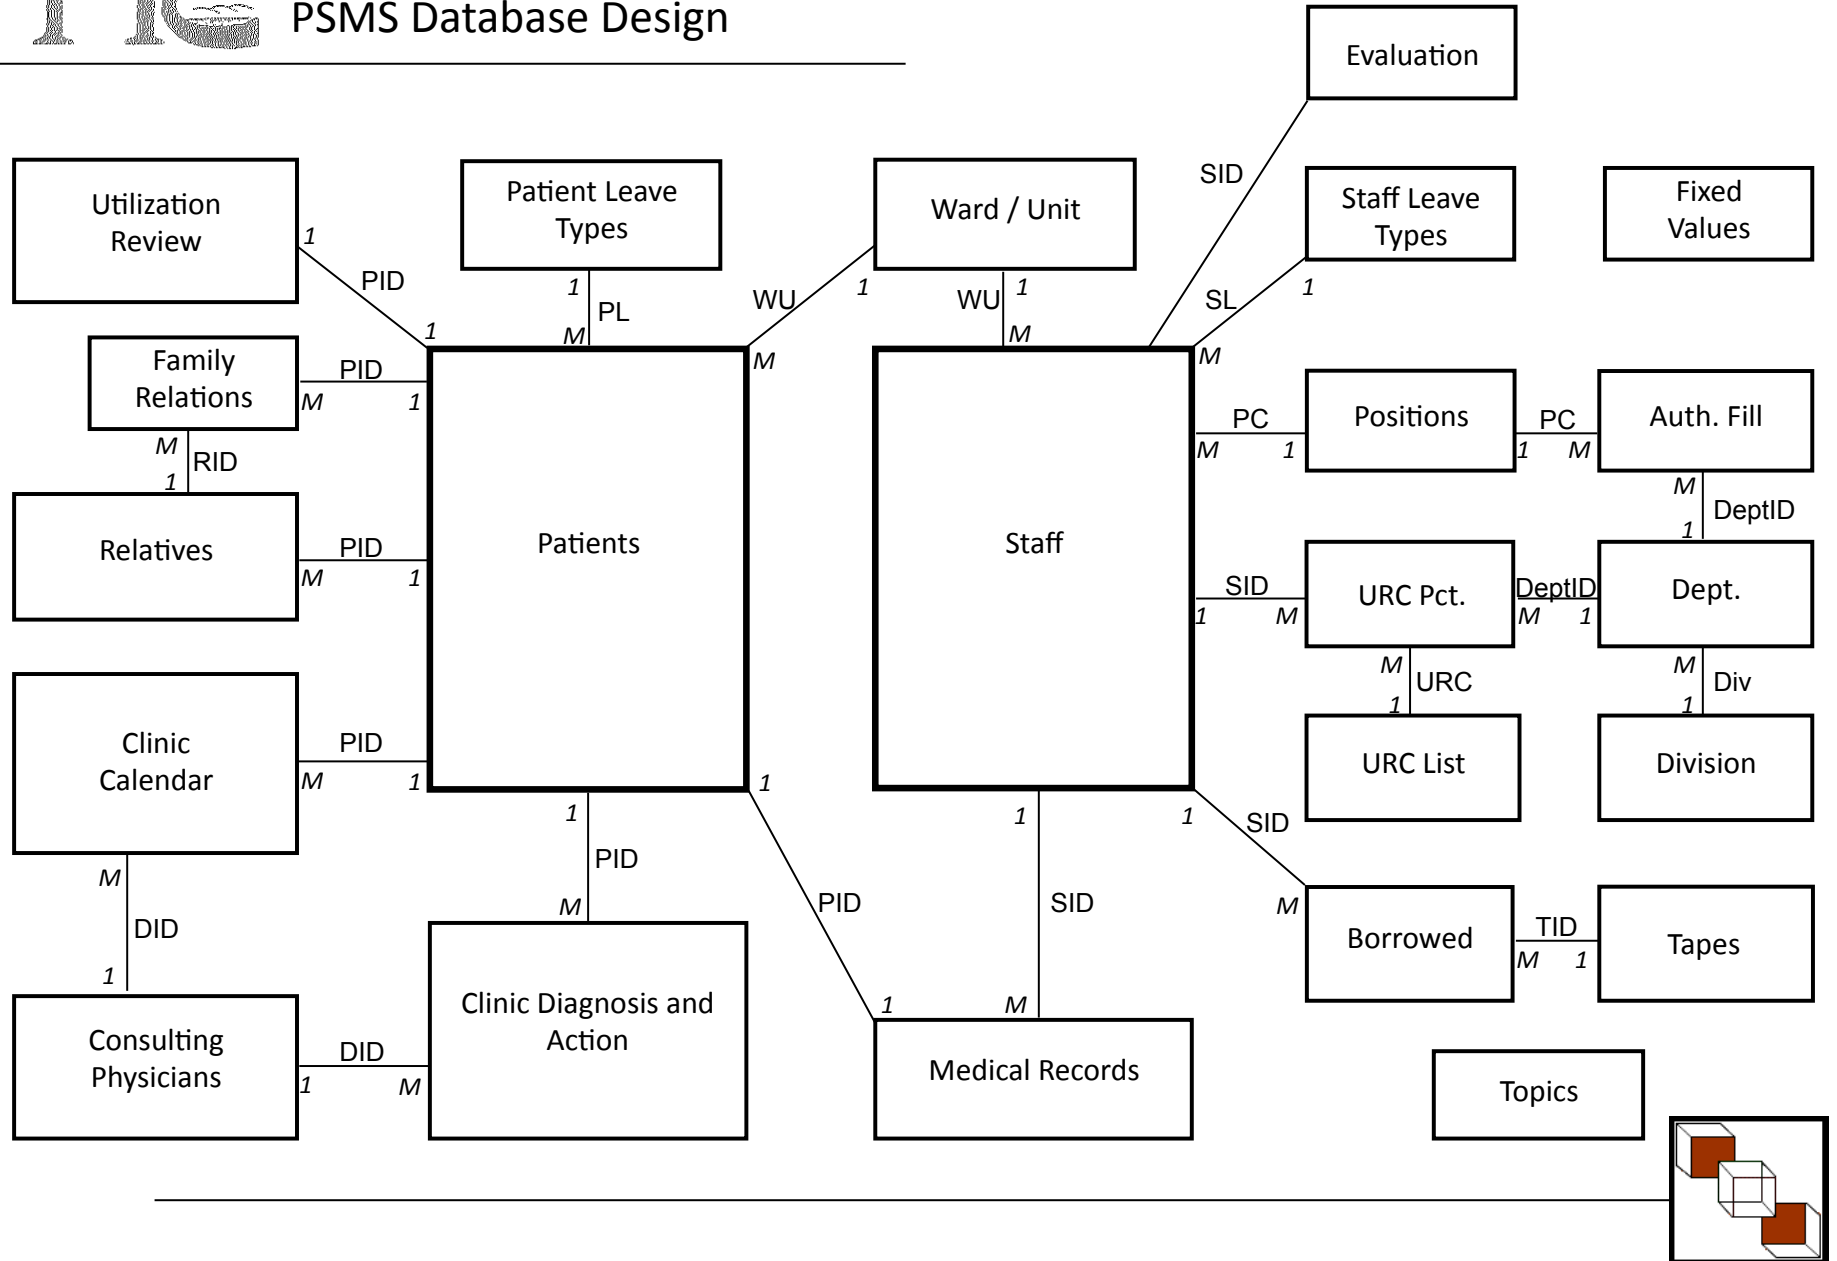 PSMS Database Design
Evaluation
SID
Utilization
Review
Patient Leave
Types
Ward / Unit
Staff Leave
Types
Fixed
Values
1
PID
1
1
PL
M
WU
1
M
WU
1
M
SL
1
M
Family
Relations
PID
M
1
M
RID
1
Relatives
PID
M
1
Patients
Staff
PC
M
1
Positions
PC
1
M
Auth. Fill
M
DeptID
1
SID
1
M
URC Pct.
DeptID
M
1
Dept.
M
URC
1
M
Div
1
URC List
Division
Clinic
Calendar
PID
M
1
1
PID
M
1
PID
1
1
SID
M
1
SID
M
Borrowed
TID
M
1
Tapes
M
DID
1
Consulting
Physicians
DID
1
M
Clinic Diagnosis and
Action
Medical Records
Topics